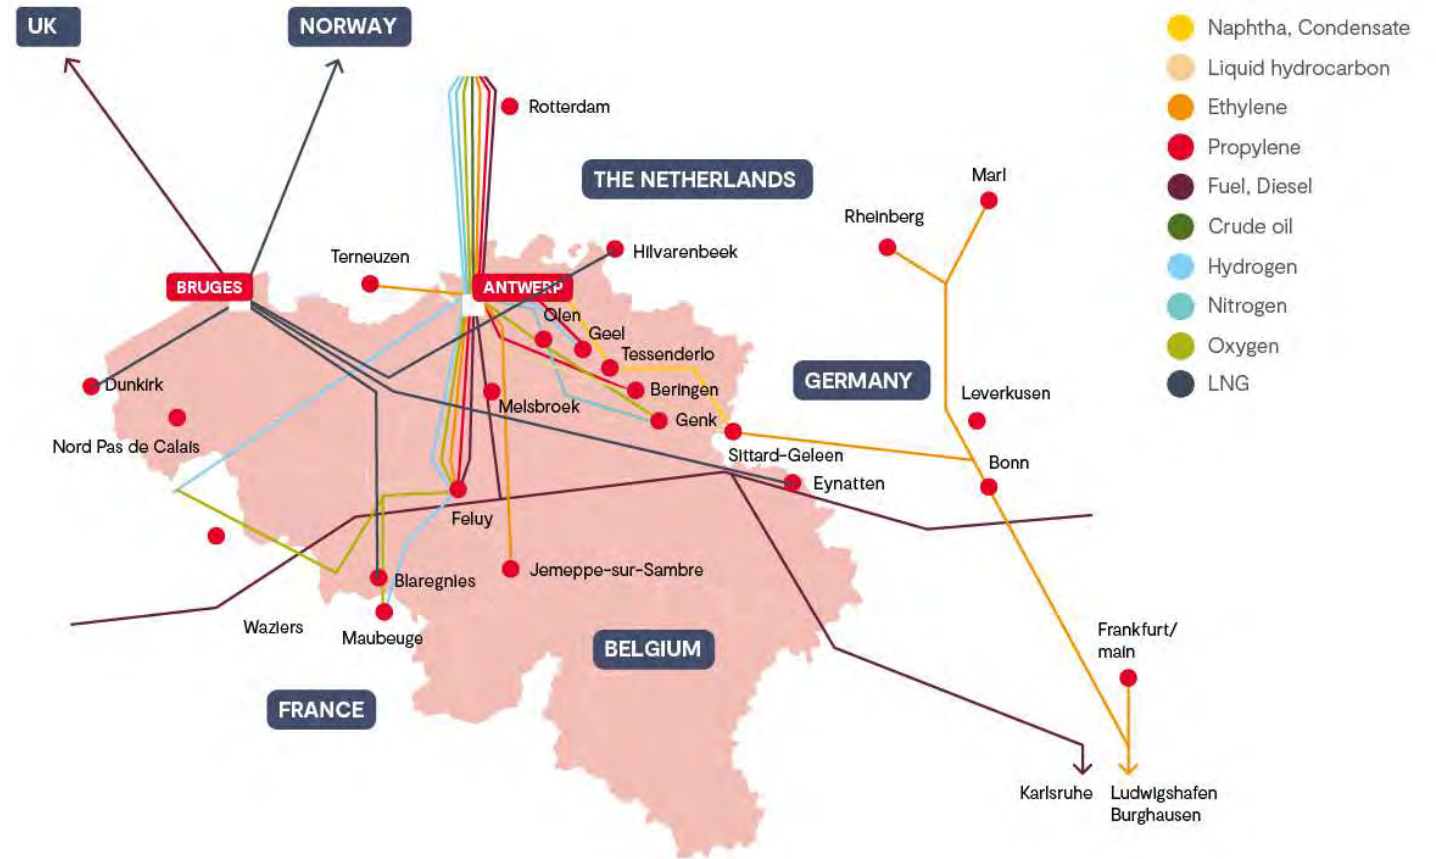 UK
NORWAY
Naphtha, Condensate
Liquid hydrocarbon
Ethylene
Propylene
Fuel, Diesel
Crude oil
Hydrogen
Nitrogen
Oxygen
LNG
Rotterdam
THE NETHERLANDS
Marl
Rheinberg
Terneuzen
Hilvarenbeek
BRUGES
ANTWERP
Olen
Geel
Tessenderlo
Dunkirk
Beringen
GERMANY
Leverkusen
Melsbroek
Genk
Nord Pas de Calais
Sittard-Geleen
Bonn
Eynatten
Feluy
Blaregnies
Jemeppe-sur-Sambre
Waziers
Maubeuge
BELGIUM
Frankfurt/
main
FRANCE
Karlsruhe
Ludwigshafen
Burghausen